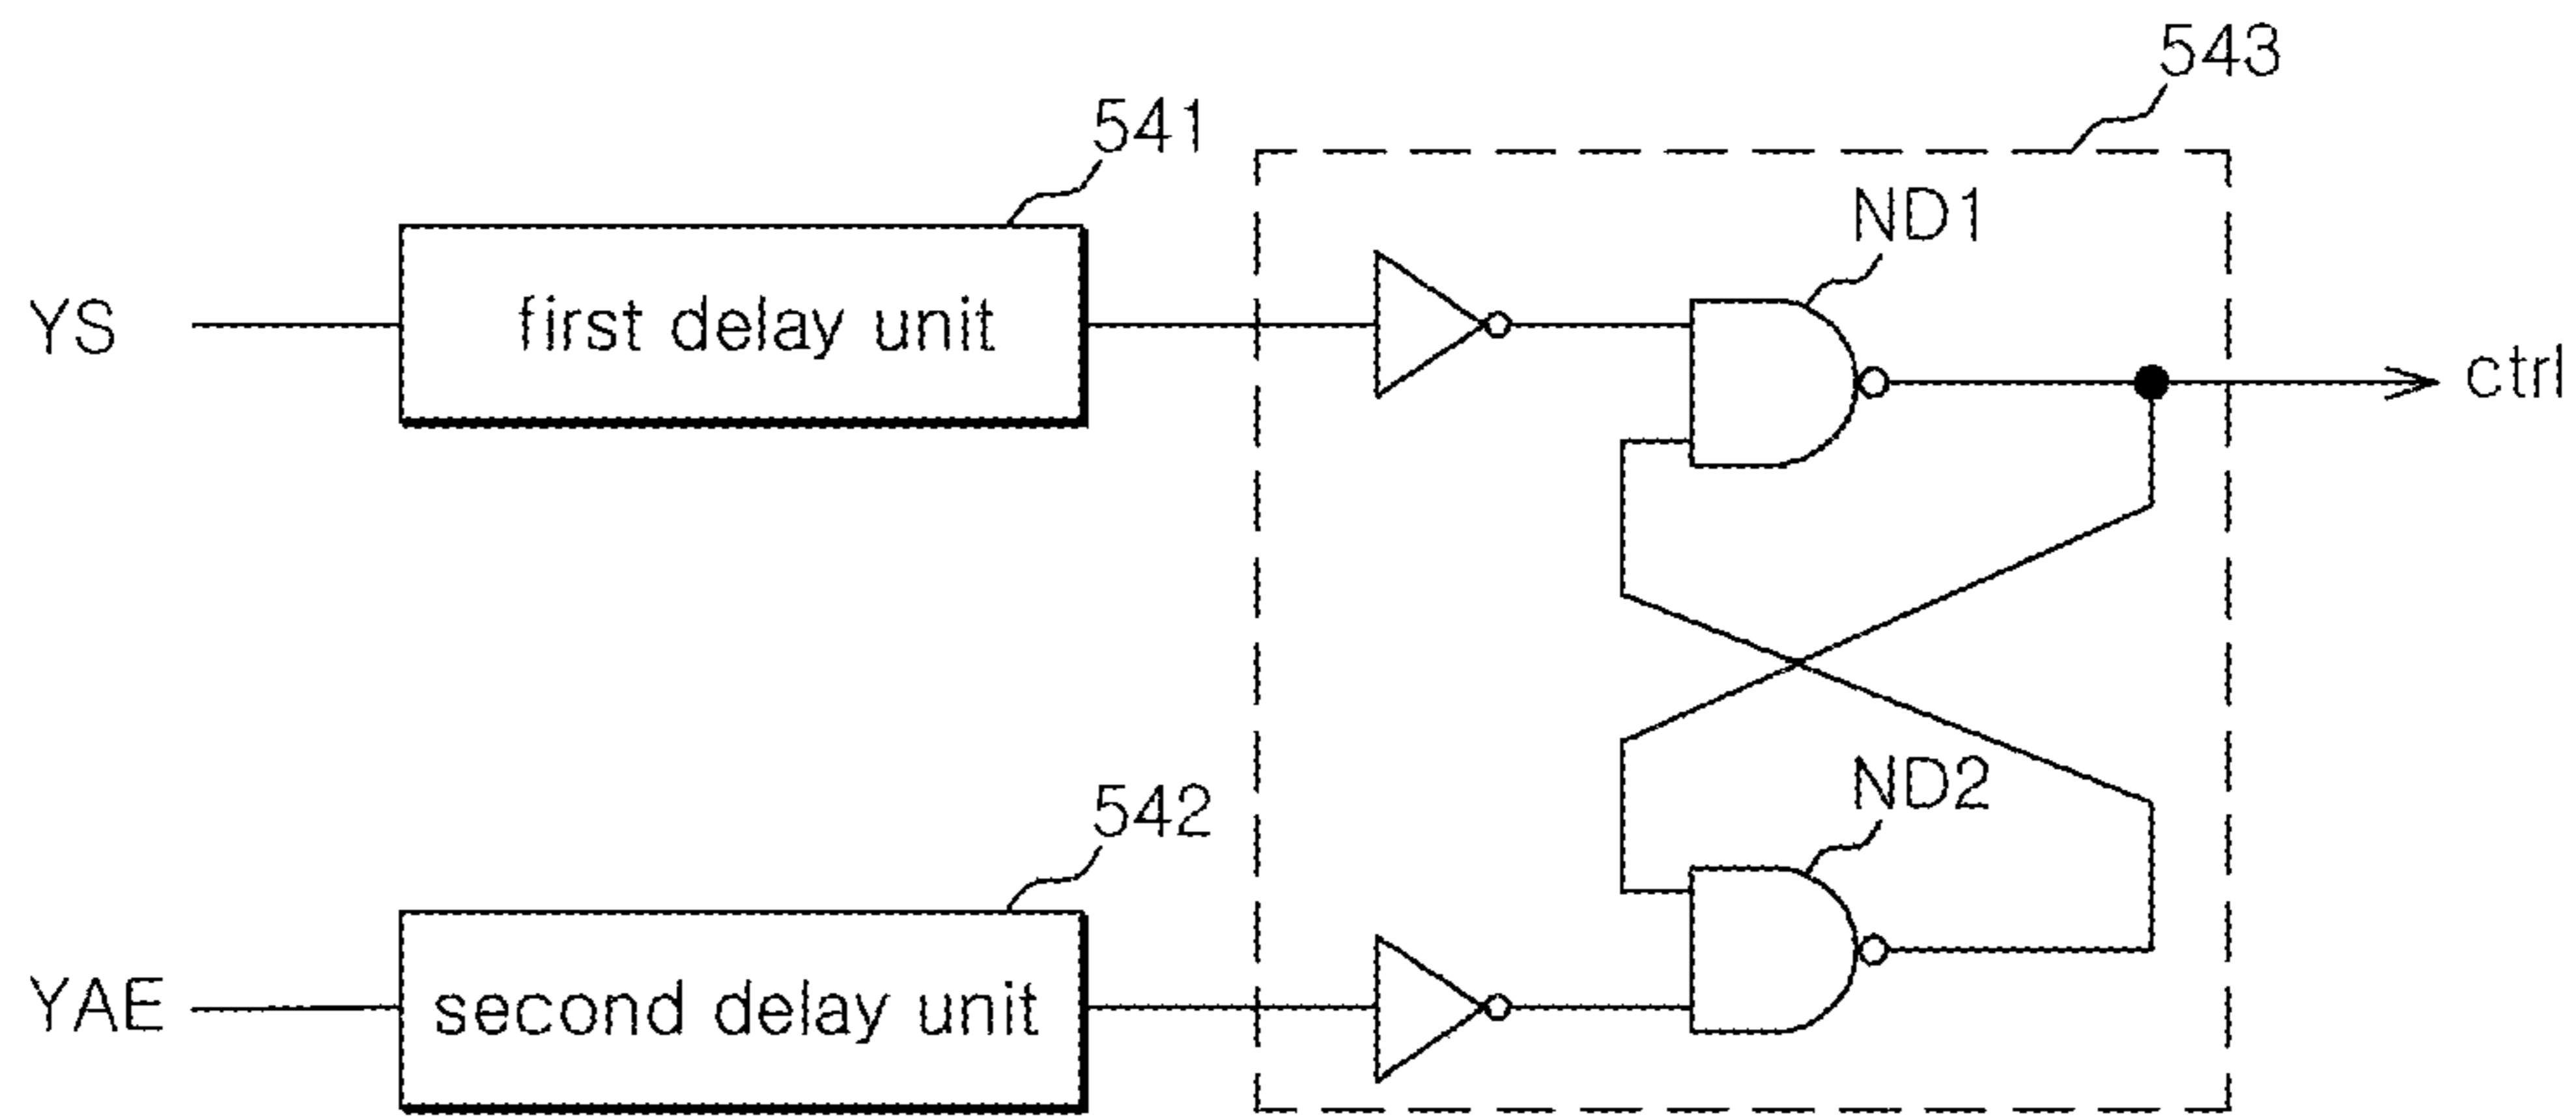 543
541
ND1
YS
first delay unit
ctrl
ND2
542
YAE
second delay unit